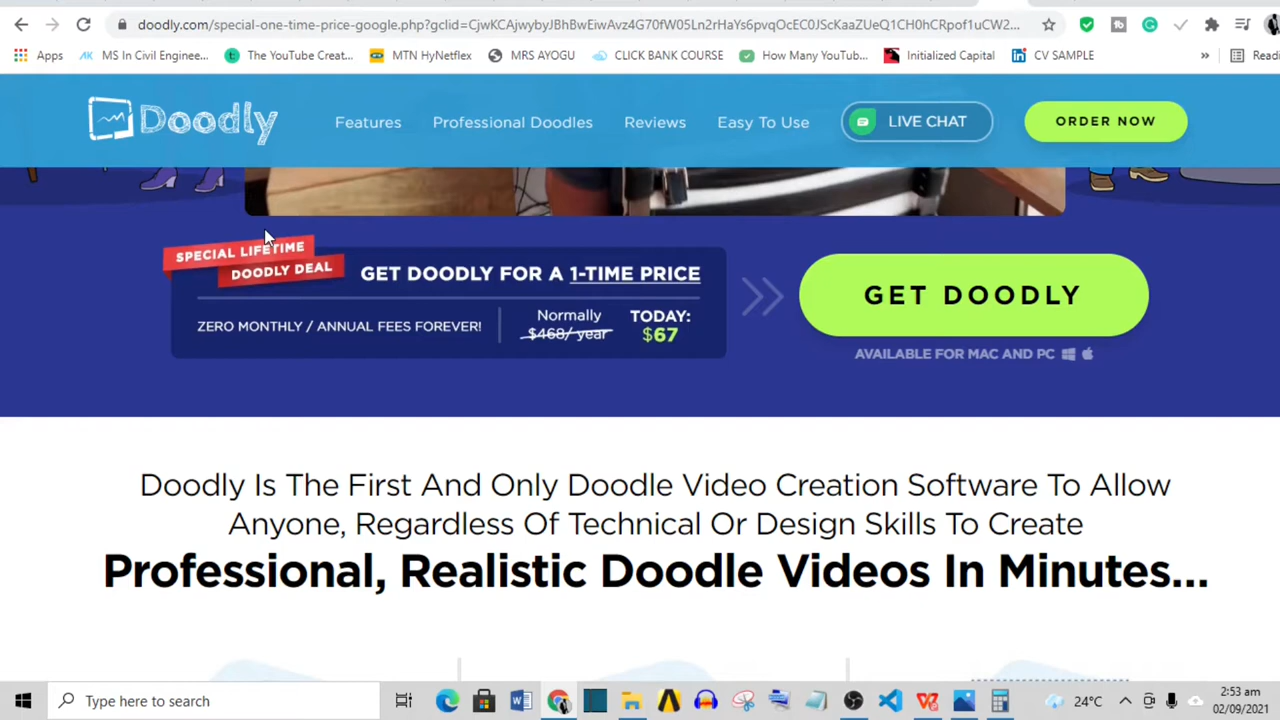 doodly.com/special-one-time-price-google.php?gclid=CjwKCAjwybyJBhBwEiwAvz4G70fW05Ln2frHaYs6pvqOcEC0JScKaaZUeQ1CH0hCRpof1uCW2...
Apps
MS In Civil Enginee...
The YouTube Creat...
MTN HyNetflex
MRS AYOGU
CLICK BANK COURSE
How Many YouTub...
Initialized Capital
CV SAMPLE
»
Readi
Doodly
Features
Professional Doodles
Reviews
Easy To Use
LIVE CHAT
ORDER NOW
SPECIAL LIFETIME
DOODLY DEAL
GET DOODLY FOR A 1-TIME PRICE
ZERO MONTHLY / ANNUAL FEES FOREVER!
Normally
$468/ year
TODAY:
$67
GET DOODLY
AVAILABLE FOR MAC AND PC
Doodly Is The First And Only Doodle Video Creation Software To Allow
Anyone, Regardless Of Technical Or Design Skills To Create
Professional, Realistic Doodle Videos In Minutes...
Type here to search
24°C
2:53 am
02/09/2021